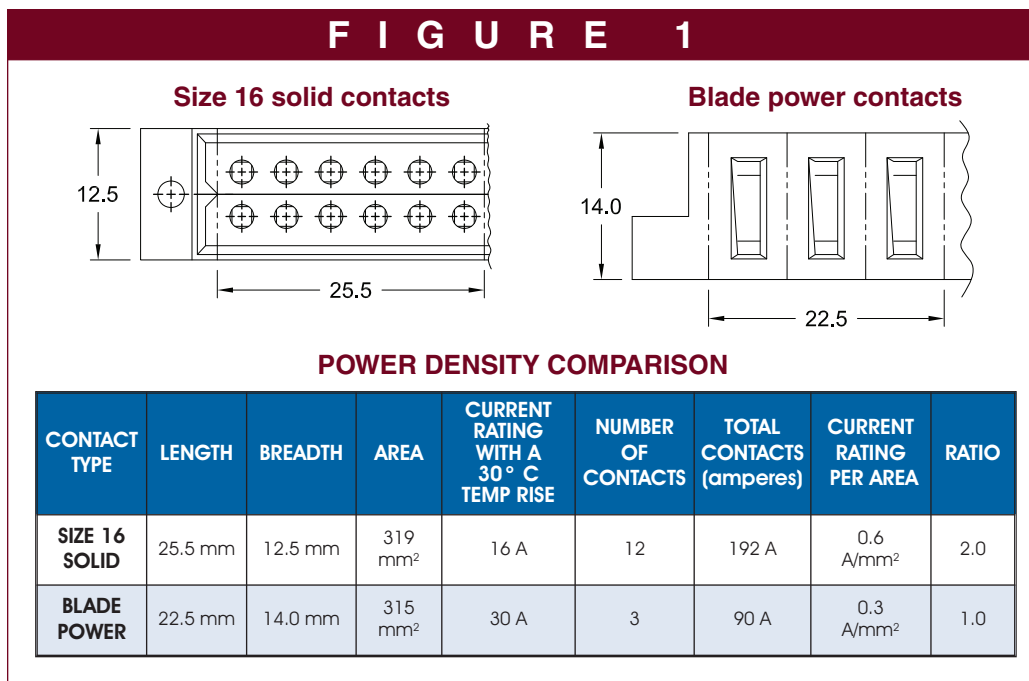 FIGURE 1
Size 16 solid contacts
Blade power contacts
12.5
25.5
14.0
22.5
POWER DENSITY COMPARISON
CONTACT
TYPE
LENGTH
BREADTH
AREA
CURRENT
RATING
WITH A
30° C
TEMP RISE
NUMBER
OF
CONTACTS
TOTAL
CONTACTS
(amperes)
CURRENT
RATING
PER AREA
RATIO
SIZE 16
SOLID
25.5 mm
12.5 mm
319
mm²
16 A
12
192 A
0.6
A/mm²
2.0
BLADE
POWER
22.5 mm
14.0 mm
315
mm²
30 A
3
90 A
0.3
A/mm²
1.0